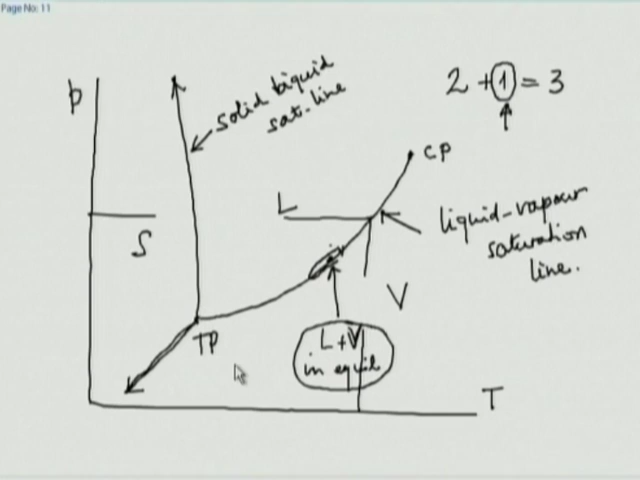 Page No: 11
p
solid liquid
sat. line
2 + 1 = 3
CP
L
liquid-vapour
saturation
line.
S
V
TP
L+V
in equil
T